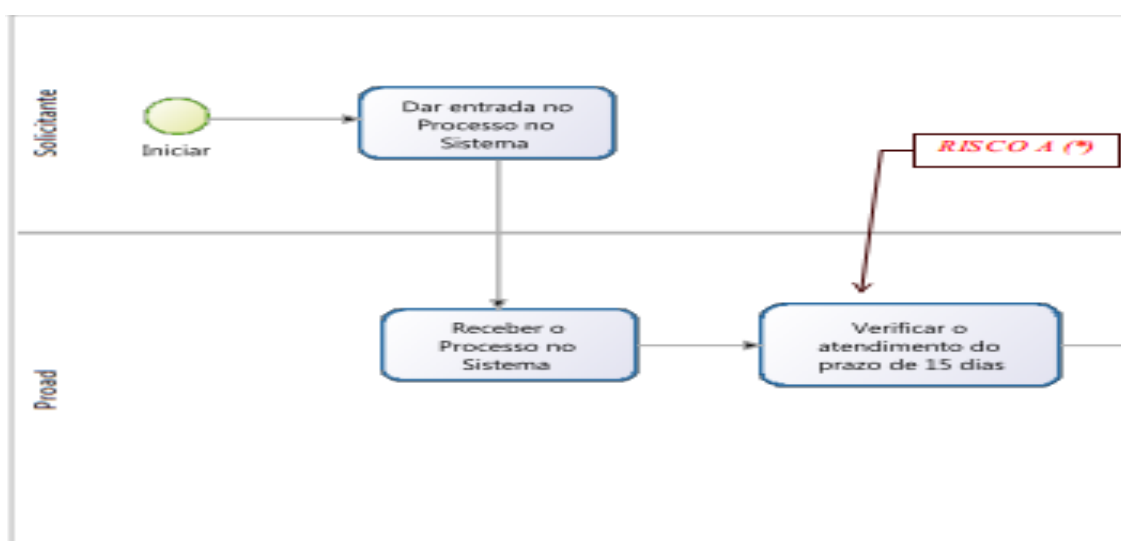 Solicitante
Iniciar
Dar entrada no
Processo no
Sistema
RISCO A (*)
Proad
Receber o
Processo no
Sistema
Verificar o
atendimento do
prazo de 15 dias